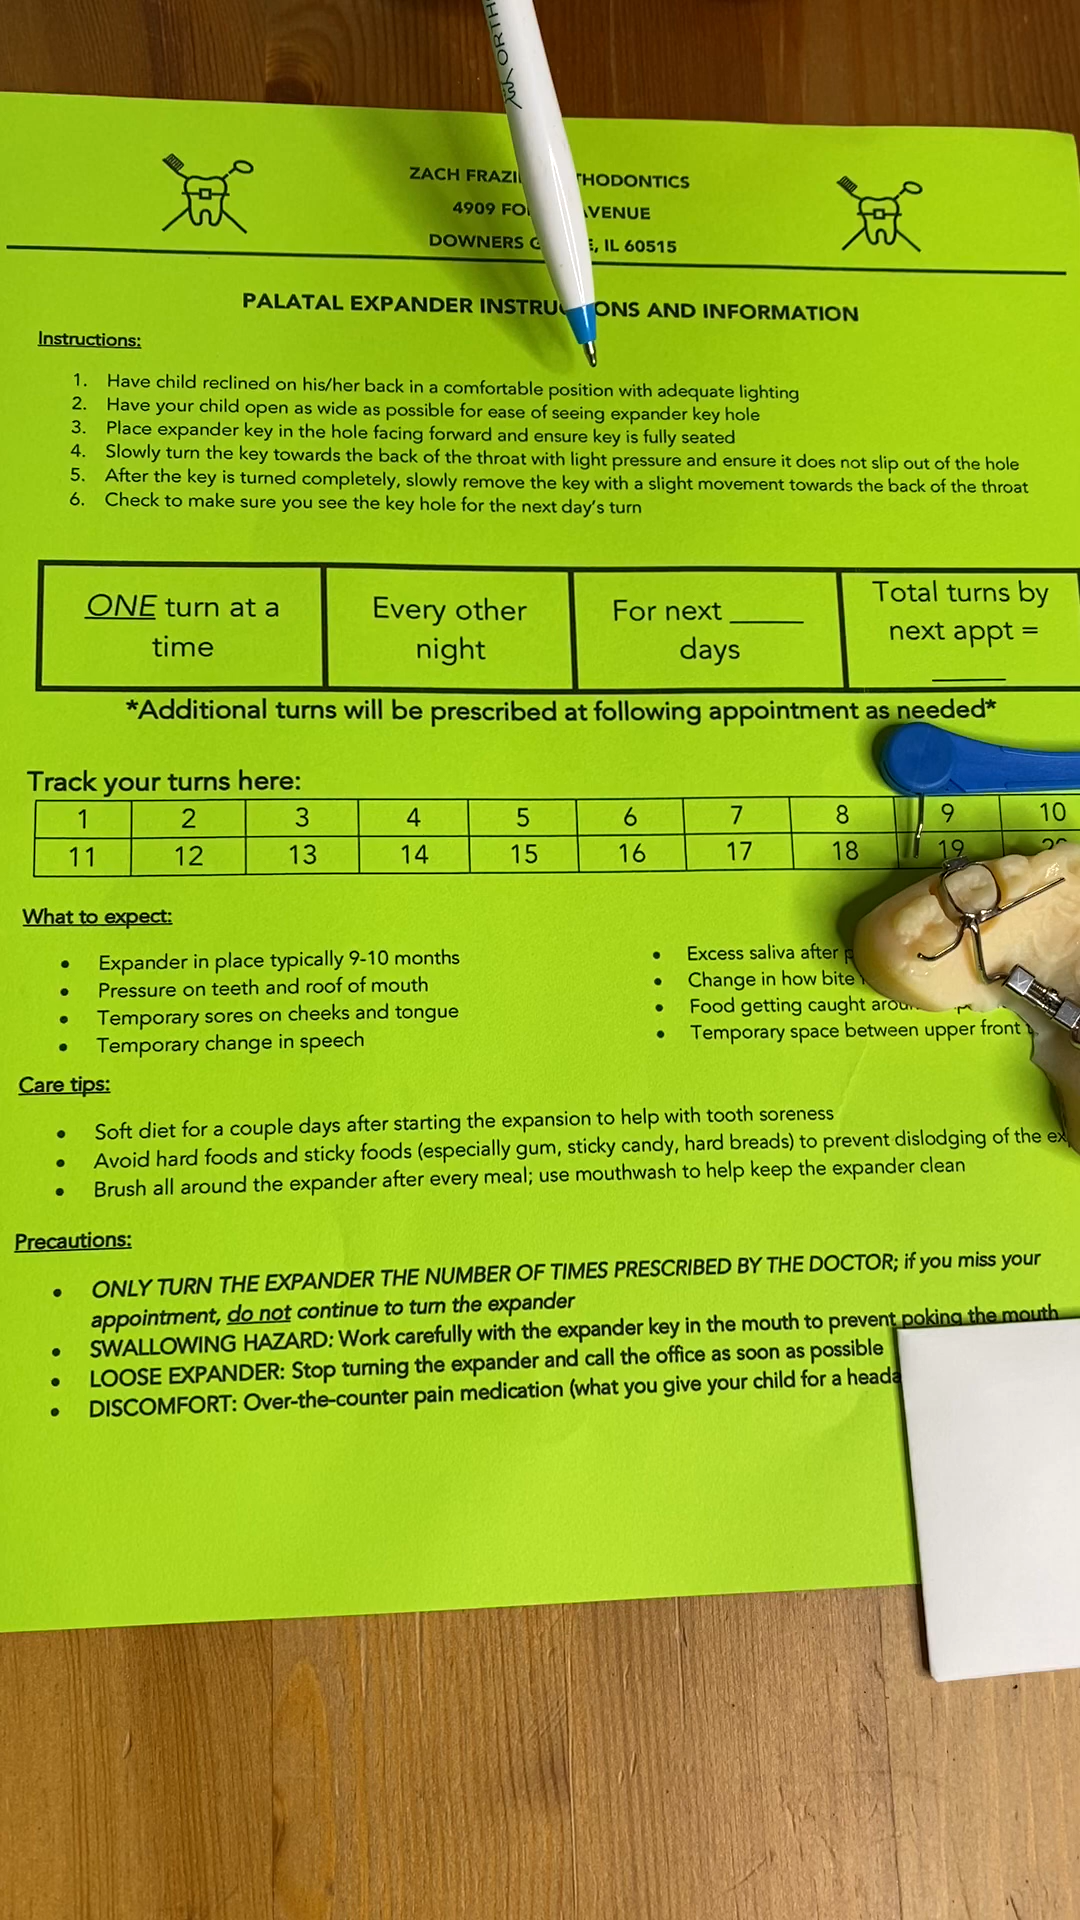 ORTH
ZACH FRAZI THODONTICS
4909 FO AVENUE
DOWNERS G E, IL 60515
PALATAL EXPANDER INSTRUC ONS AND INFORMATION
Instructions:
1. Have child reclined on his/her back in a comfortable position with adequate lighting
2. Have your child open as wide as possible for ease of seeing expander key hole
3. Place expander key in the hole facing forward and ensure key is fully seated
4. Slowly turn the key towards the back of the throat with light pressure and ensure it does not slip out of the hole
5. After the key is turned completely, slowly remove the key with a slight movement towards the back of the throat
6. Check to make sure you see the key hole for the next day's turn
ONE turn at a
time
Every other
night
For next _____
days
Total turns by
next appt =
_____
*Additional turns will be prescribed at following appointment as needed*
Track your turns here:
1 2 3 4 5 6 7 8 9 10
11 12 13 14 15 16 17 18 19 20
What to expect:
• Expander in place typically 9-10 months
• Pressure on teeth and roof of mouth
• Temporary sores on cheeks and tongue
• Temporary change in speech
• Excess saliva after
• Change in how bite
• Food getting caught
• Temporary space between upper front
Care tips:
• Soft diet for a couple days after starting the expansion to help with tooth soreness
• Avoid hard foods and sticky foods (especially gum, sticky candy, hard breads) to prevent dislodging of the
• Brush all around the expander after every meal; use mouthwash to help keep the expander clean
Precautions:
• ONLY TURN THE EXPANDER THE NUMBER OF TIMES PRESCRIBED BY THE DOCTOR; if you miss your
appointment, do not continue to turn the expander
• SWALLOWING HAZARD: Work carefully with the expander key in the mouth to prevent poking the mouth
• LOOSE EXPANDER: Stop turning the expander and call the office as soon as possible
• DISCOMFORT: Over-the-counter pain medication (what you give your child for a heada